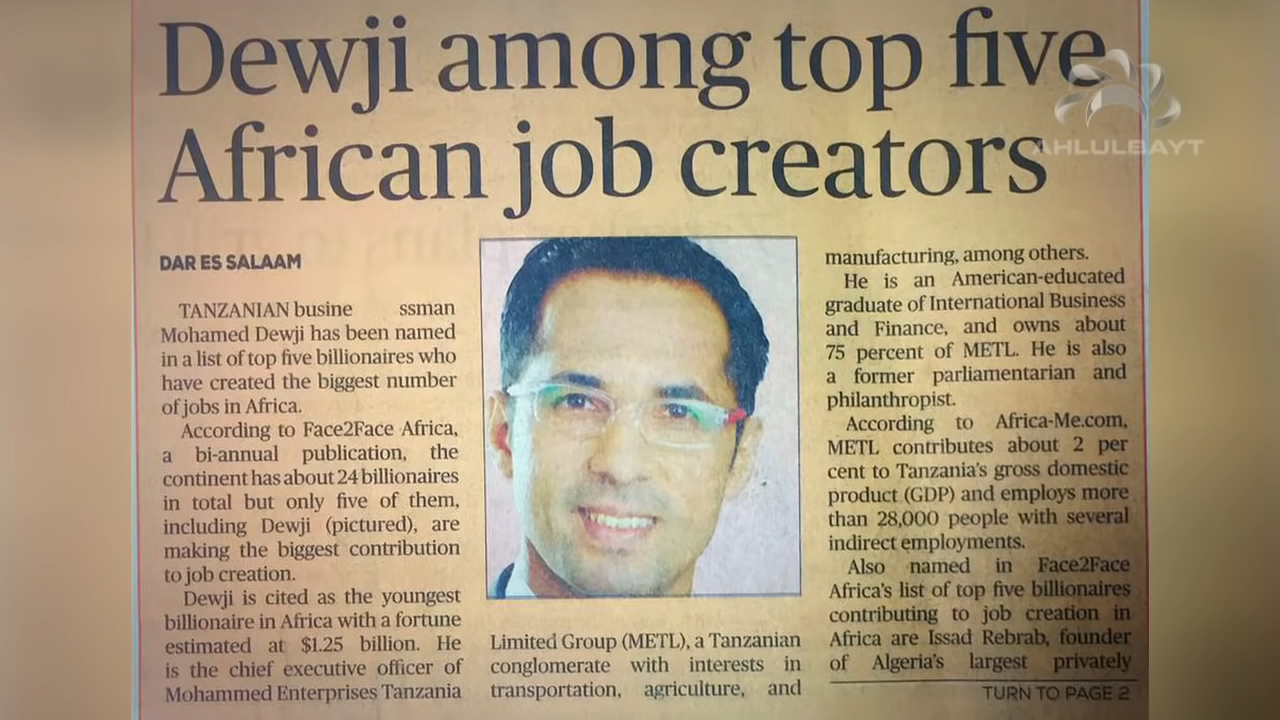 Dewji among top five
African job creators
AHLULBAYT
DAR ES SALAAM
TANZANIAN busine ssman
Mohamed Dewji has been named
in a list of top five billionaires who
have created the biggest number
of jobs in Africa.
According to Face2Face Africa,
a bi-annual publication, the
continent has about 24 billionaires
in total but only five of them,
including Dewji (pictured), are
making the biggest contribution
to job creation.
Dewji is cited as the youngest
billionaire in Africa with a fortune
estimated at $1.25 billion. He
is the chief executive officer of
Mohammed Enterprises Tanzania
Limited Group (METL), a Tanzanian
conglomerate with interests in
transportation, agriculture, and
manufacturing, among others.
He is an American-educated
graduate of International Business
and Finance, and owns about
75 percent of METL. He is also
a former parliamentarian and
philanthropist.
According to Africa-Me.com,
METL contributes about 2 per
cent to Tanzania's gross domestic
product (GDP) and employs more
than 28,000 people with several
indirect employments.
Also named in Face2Face
Africa's list of top five billionaires
contributing to job creation in
Africa are Issad Rebrab, founder
of Algeria's largest privately
TURN TO PAGE 2